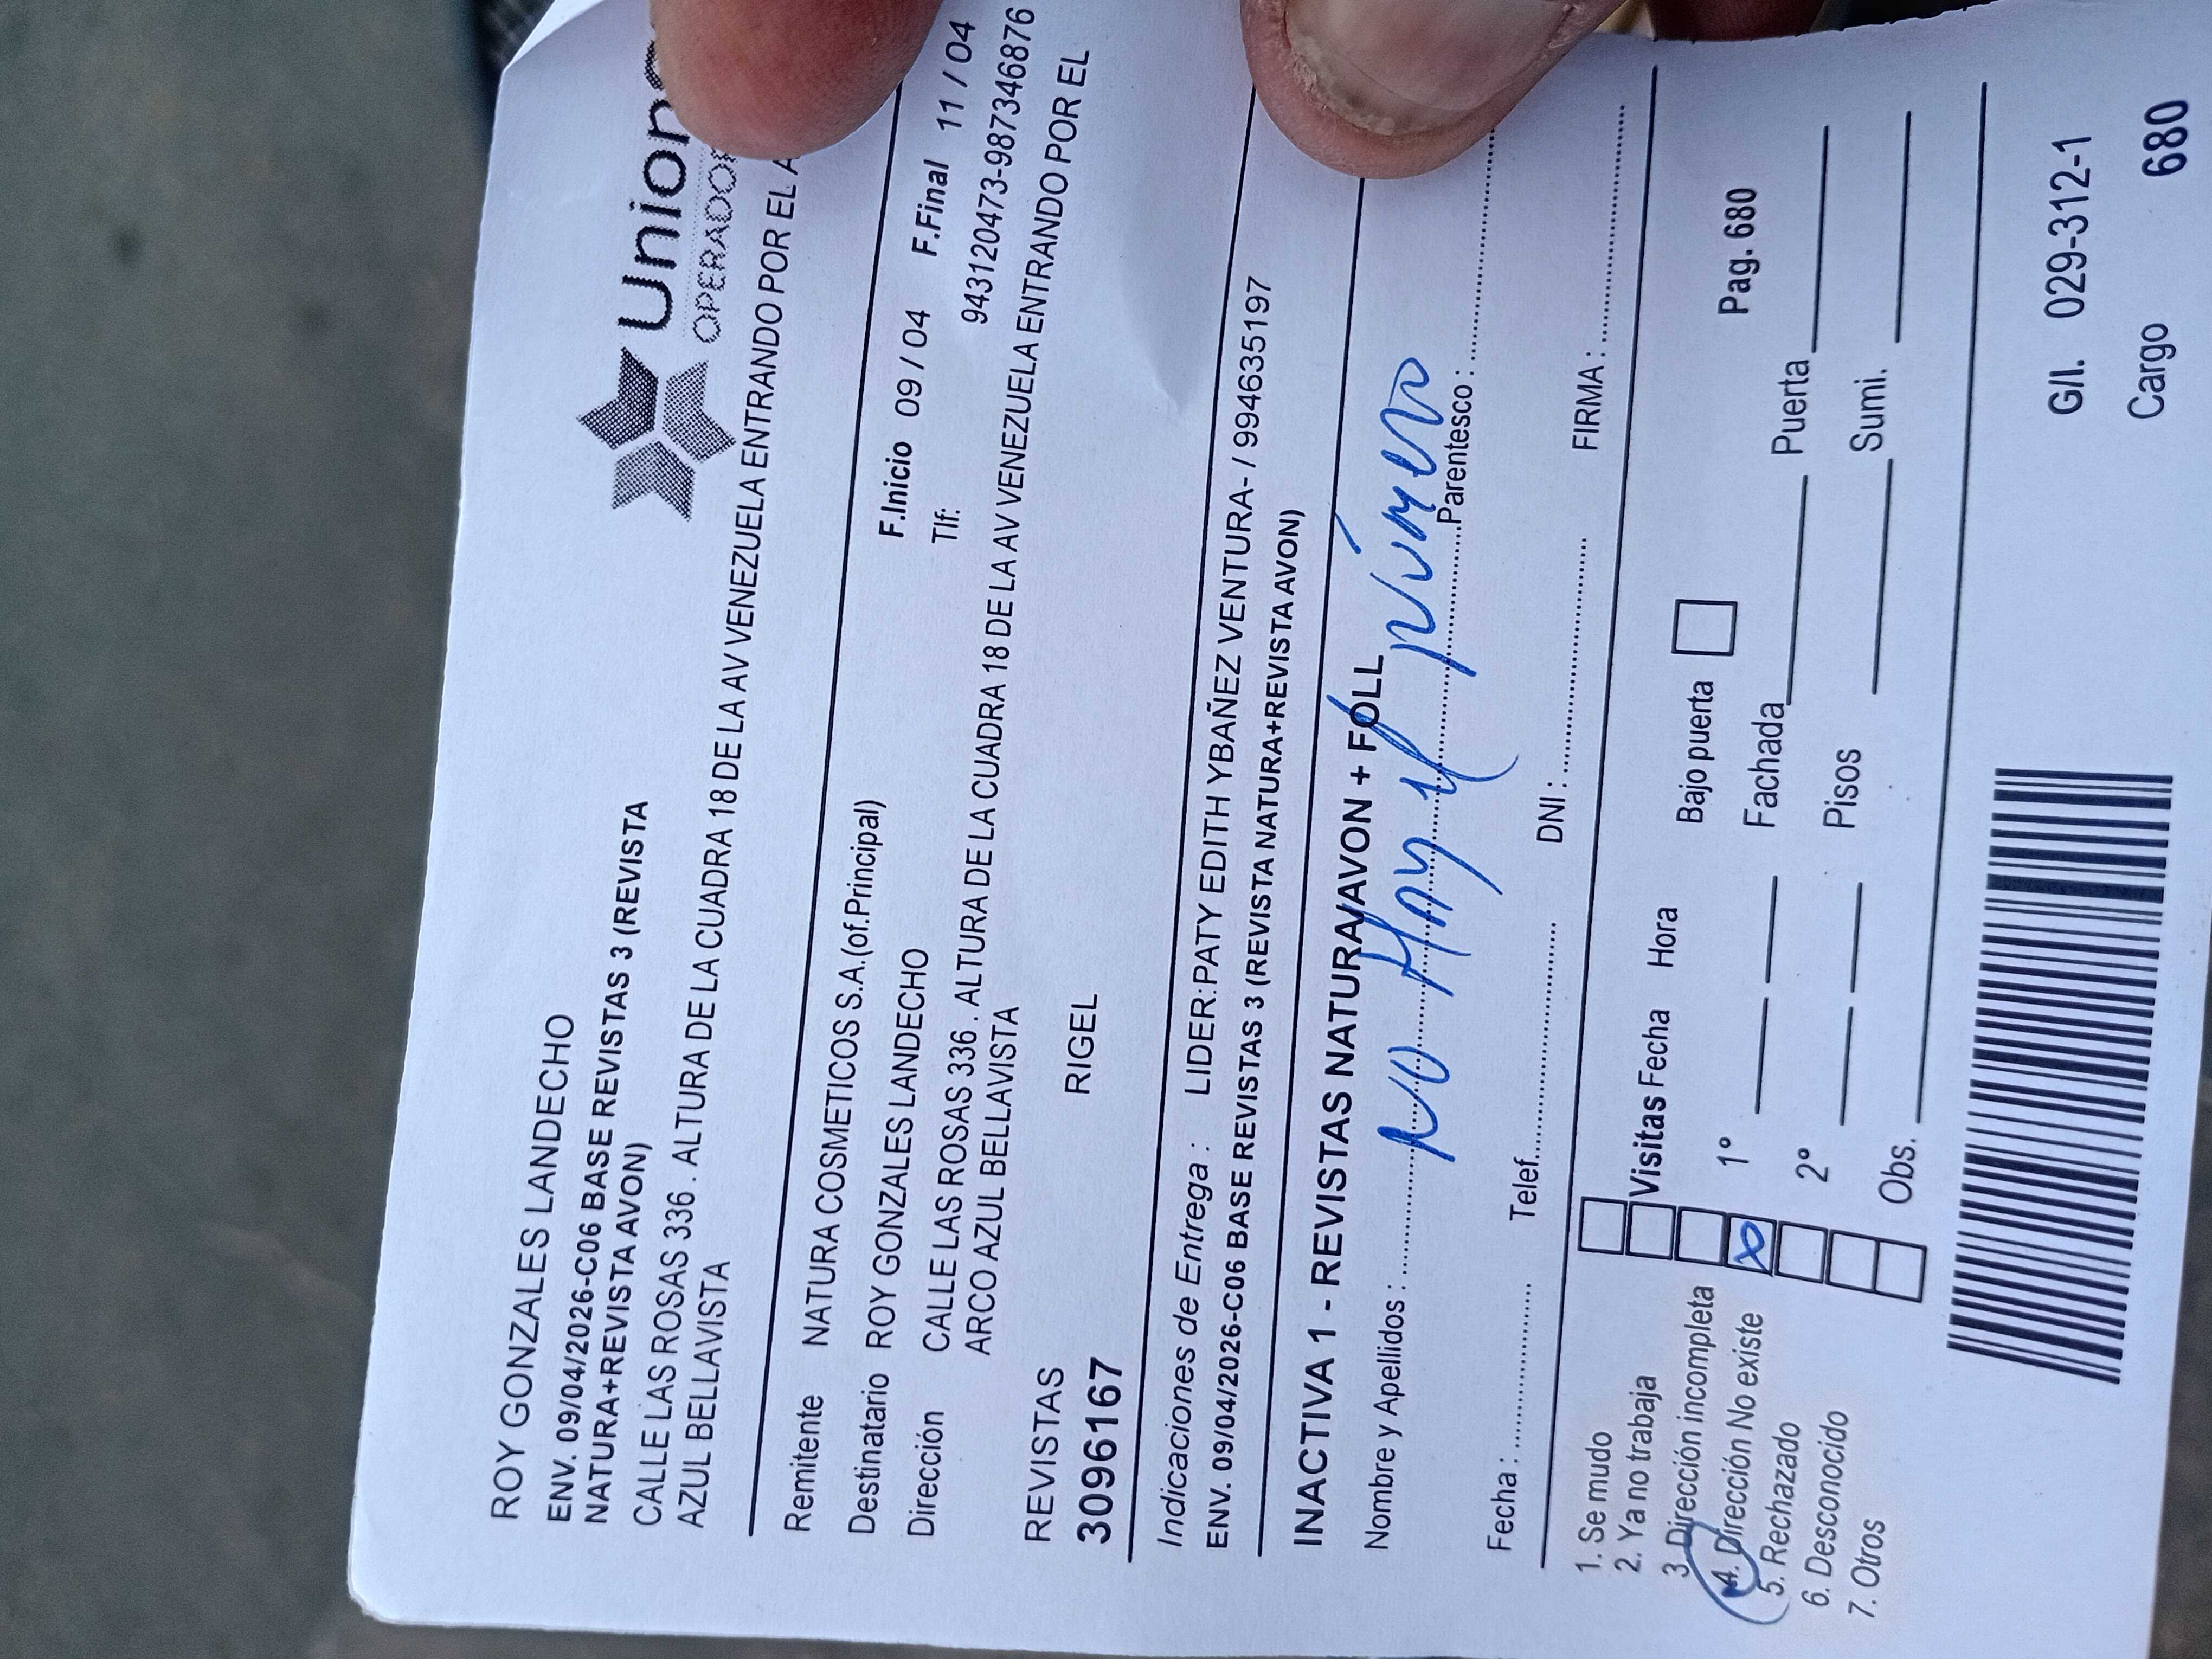 ROY GONZALES LANDECHO
ENV. 09/04/2026-C06 BASE REVISTAS 3 (REVISTA
NATURA+REVISTA AVON)
CALLE LAS ROSAS 336 . ALTURA DE LA CUADRA 18 DE LA AV VENEZUELA ENTRANDO POR EL
AZUL BELLAVISTA
OPERADOR
Remitente NATURA COSMETICOS S.A.(of.Principal)
Destinatario ROY GONZALES LANDECHO F.Inicio 09 / 04 F.Final 11 / 04
Tlf: 943120473-987346876
Dirección CALLE LAS ROSAS 336 . ALTURA DE LA CUADRA 18 DE LA AV VENEZUELA ENTRANDO POR EL
ARCO AZUL BELLAVISTA
REVISTAS RIGEL
3096167
Indicaciones de Entrega : LIDER:PATY EDITH YBAÑEZ VENTURA- / 994635197
ENV. 09/04/2026-C06 BASE REVISTAS 3 (REVISTA NATURA+REVISTA AVON)
INACTIVA 1 - REVISTAS NATURA/AVON + FOLL
Nombre y Apellidos : NO HAY el número Parentesco :
Fecha : Telef. DNI : FIRMA :
1. Se mudo
2. Ya no trabaja
3. Dirección incompleta
4. Dirección No existe
5. Rechazado
6. Desconocido
7. Otros
Visitas Fecha Hora Bajo puerta Pag. 680
1° Fachada Puerta
2° Pisos Sumi.
Obs.
G/I. 029-312-1
Cargo 680